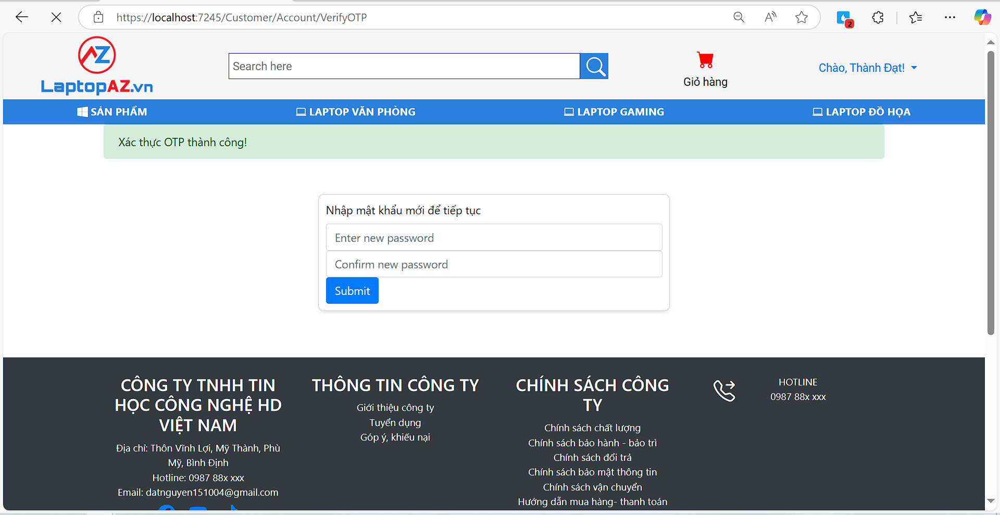 https://localhost:7245/Customer/Account/VerifyOTP
2
AZ
LaptopAZ.vn
Search here
Giỏ hàng
Chào, Thành Đạt!
SẢN PHẨM
LAPTOP VĂN PHÒNG
LAPTOP GAMING
LAPTOP ĐỒ HỌA
Xác thực OTP thành công!
Nhập mật khẩu mới để tiếp tục
Enter new password
Confirm new password
Submit
CÔNG TY TNHH TIN
HỌC CÔNG NGHỆ HD
VIỆT NAM
Địa chỉ: Thôn Vĩnh Lợi, Mỹ Thành, Phù
Mỹ, Bình Định
Hotline: 0987 88x xxx
Email: datnguyen151004@gmail.com
THÔNG TIN CÔNG TY
Giới thiệu công ty
Tuyển dụng
Góp ý, khiếu nại
CHÍNH SÁCH CÔNG
TY
Chính sách chất lượng
Chính sách bảo hành - bảo trì
Chính sách đổi trả
Chính sách bảo mật thông tin
Chính sách vận chuyển
Hướng dẫn mua hàng- thanh toán
HOTLINE
0987 88x xxx